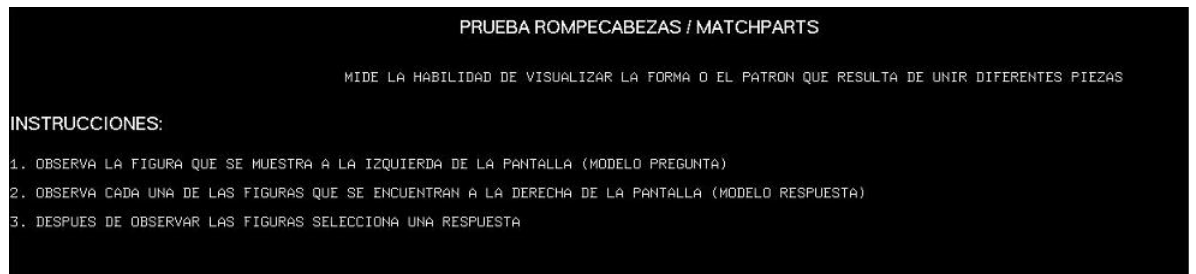 PRUEBA ROMPECABEZAS / MATCHPARTS
MIDE LA HABILIDAD DE VISUALIZAR LA FORMA O EL PATRON QUE RESULTA DE UNIR DIFERENTES PIEZAS
INSTRUCCIONES:
1. OBSERVA LA FIGURA QUE SE MUESTRA A LA IZQUIERDA DE LA PANTALLA (MODELO PREGUNTA)
2. OBSERVA CADA UNA DE LAS FIGURAS QUE SE ENCUENTRAN A LA DERECHA DE LA PANTALLA (MODELO RESPUESTA)
3. DESPUES DE OBSERVAR LAS FIGURAS SELECCIONA UNA RESPUESTA